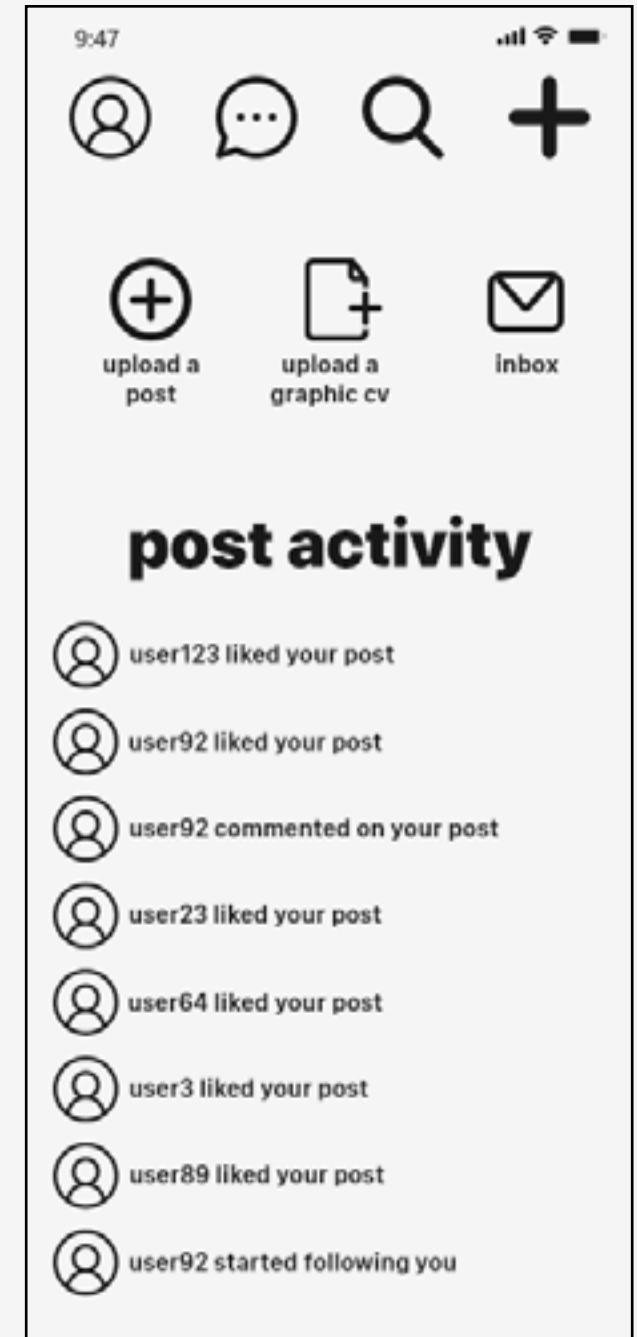 9:47
upload a
post
upload a
graphic cv
inbox
post activity
user123 liked your post
user92 liked your post
user92 commented on your post
user23 liked your post
user64 liked your post
user3 liked your post
user89 liked your post
user92 started following you